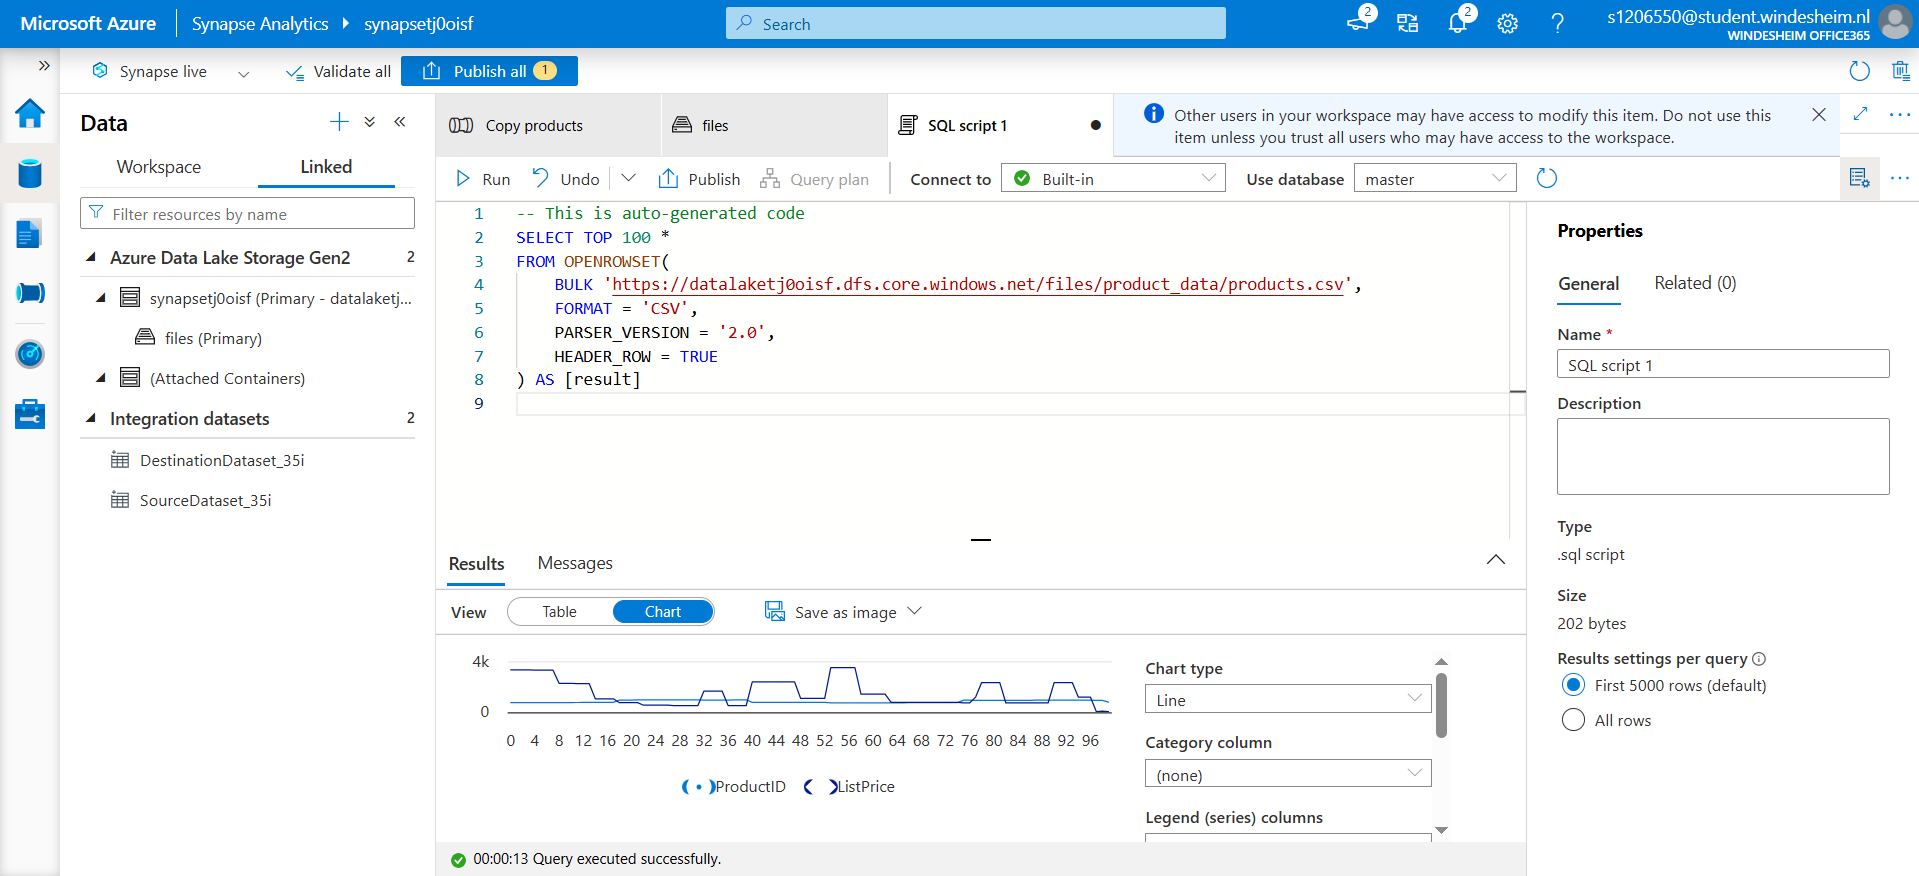 Microsoft Azure
Synapse Analytics
synapsetj0oisf
Search
2
2
s1206550@student.windesheim.nl
WINDESHEIM OFFICE365
Synapse live
Validate all
Publish all
1
Data
Workspace
Linked
Filter resources by name
Azure Data Lake Storage Gen2
2
synapsetj0oisf (Primary - datalaketj...
files (Primary)
(Attached Containers)
Integration datasets
2
DestinationDataset_35i
SourceDataset_35i
Copy products
files
SQL script 1
Other users in your workspace may have access to modify this item. Do not use this
item unless you trust all users who may have access to the workspace.
Run
Undo
Publish
Query plan
Connect to
Built-in
Use database
master
1 -- This is auto-generated code
2 SELECT TOP 100 *
3 FROM OPENROWSET(
4 BULK 'https://datalaketj0oisf.dfs.core.windows.net/files/product_data/products.csv',
5 FORMAT = 'CSV',
6 PARSER_VERSION = '2.0',
7 HEADER_ROW = TRUE
8 ) AS [result]
9
Results
Messages
View
Table
Chart
Save as image
4k
0
0 4 8 12 16 20 24 28 32 36 40 44 48 52 56 60 64 68 72 76 80 84 88 92 96
ProductID
ListPrice
Chart type
Line
Category column
(none)
Legend (series) columns
00:00:13 Query executed successfully.
Properties
General
Related (0)
Name *
SQL script 1
Description
Type
.sql script
Size
202 bytes
Results settings per query
First 5000 rows (default)
All rows